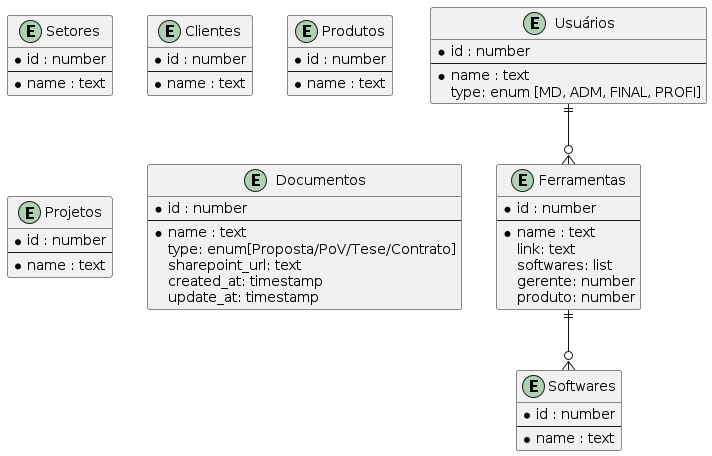 E Setores
id : number
name : text
E Clientes
id : number
name : text
E Produtos
id : number
name : text
E Usuários
id : number
name : text
type: enum [MD, ADM, FINAL, PROFI]
E Projetos
id : number
name : text
E Documentos
id : number
name : text
type: enum[Proposta/PoV/Tese/Contrato]
sharepoint_url: text
created_at: timestamp
update_at: timestamp
E Ferramentas
id : number
name : text
link: text
softwares: list
gerente: number
produto: number
E Softwares
id : number
name : text